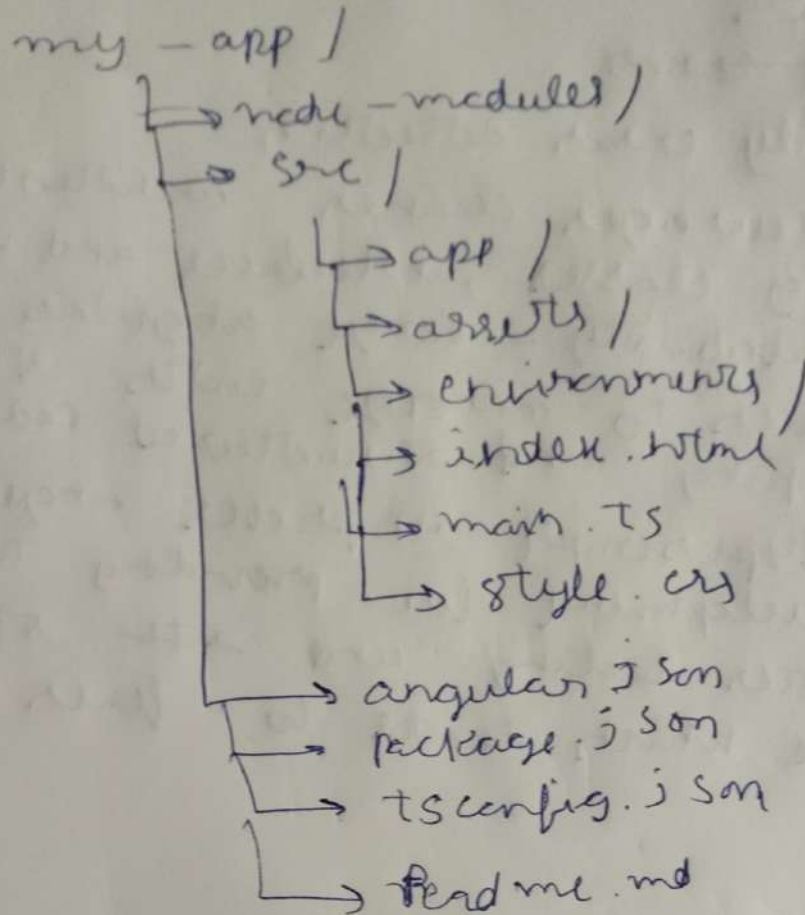 my - app /
node - modules /
src /
app /
assets /
environments /
index.html
main.ts
style.css
angular.json
package.json
tsconfig.json
Readme.md